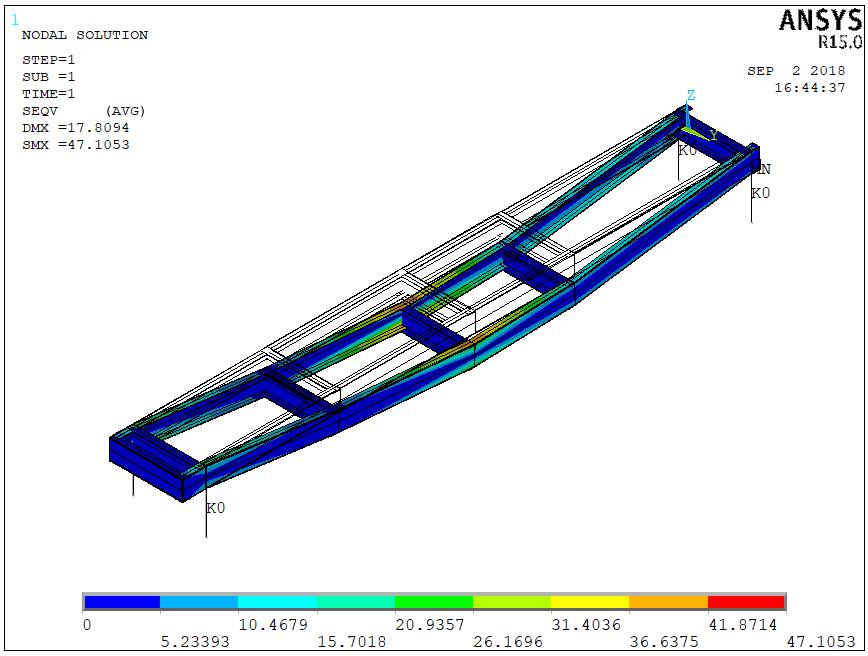 1
NODAL SOLUTION
STEP=1
SUB =1
TIME=1
SEQV (AVG)
DMX =17.8094
SMX =47.1053
ANSYS
R15.0
SEP 2 2018
16:44:37
Z
Y
K0
K0
K0
0 10.4679 20.9357 31.4036 41.8714
5.23393 15.7018 26.1696 36.6375 47.1053